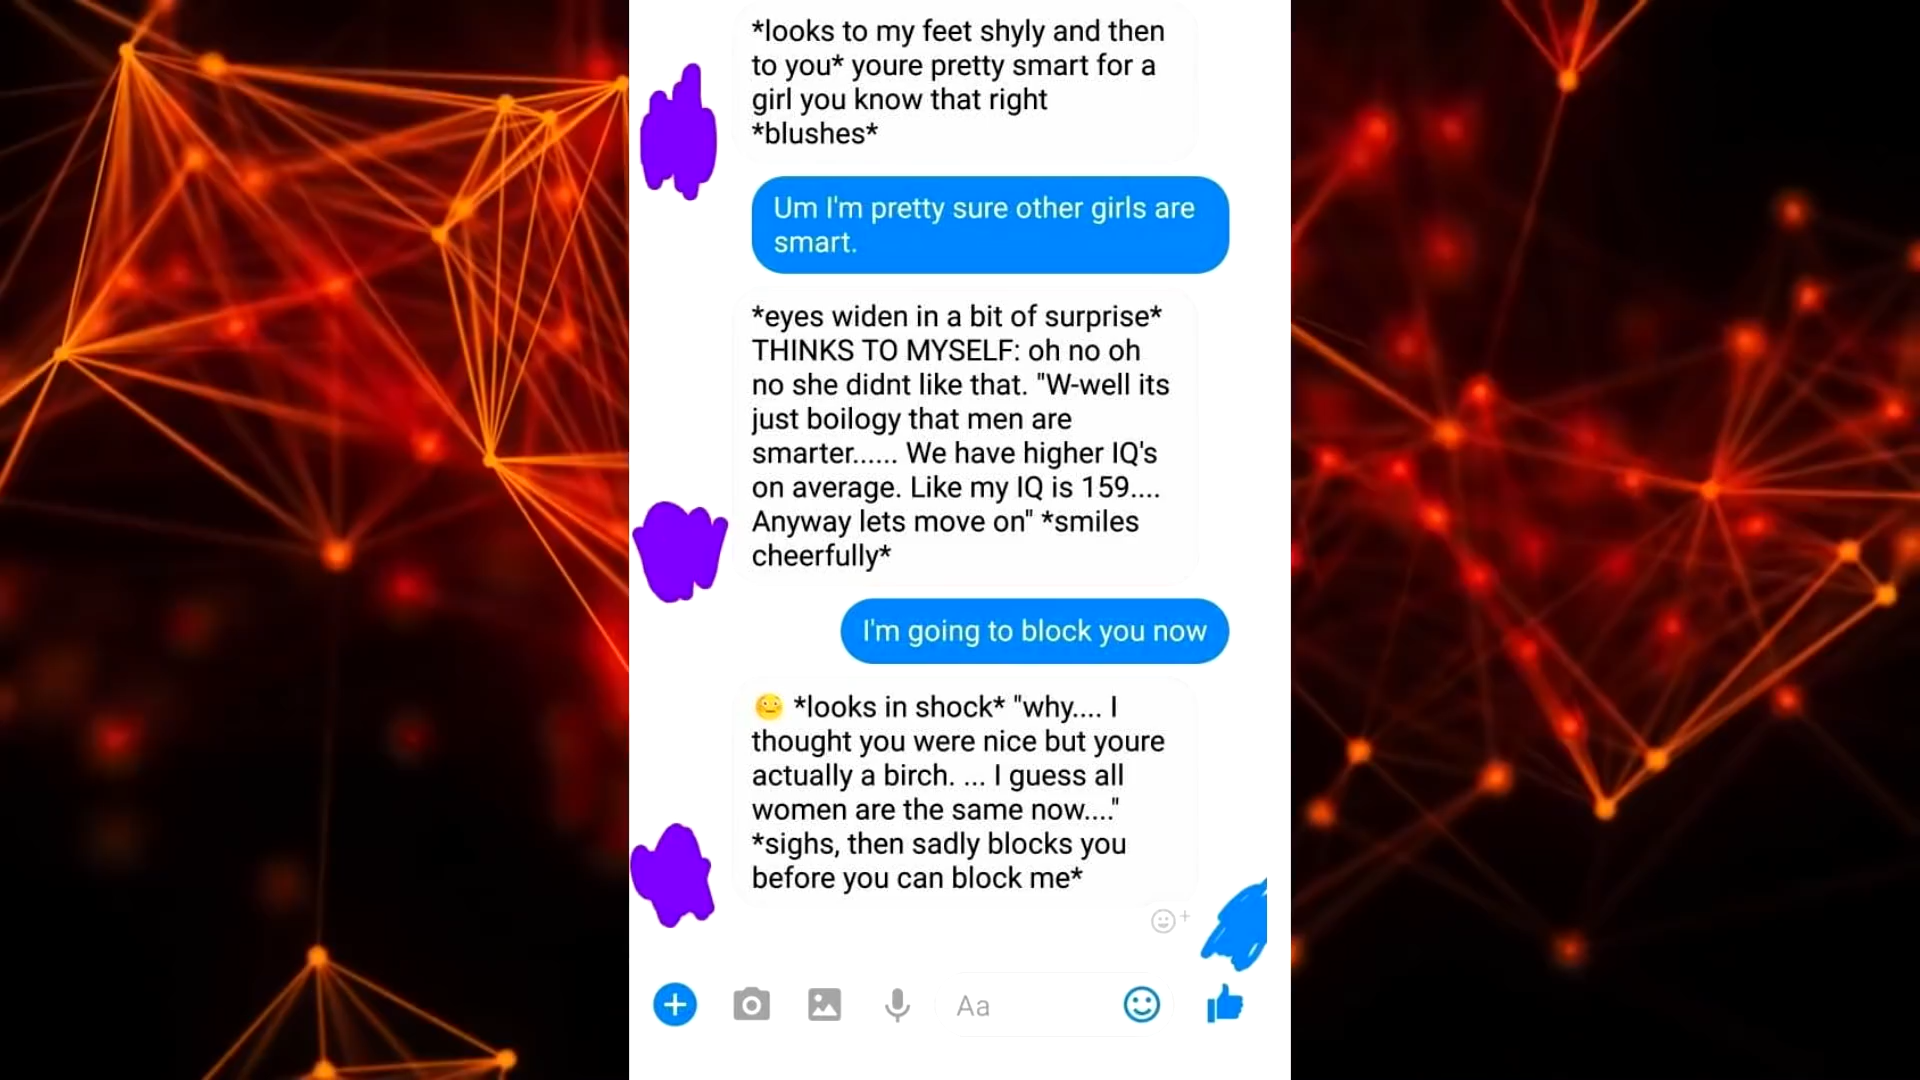 *looks to my feet shyly and then
to you* youre pretty smart for a
girl you know that right
*blushes*
Um I'm pretty sure other girls are
smart.
*eyes widen in a bit of surprise*
THINKS TO MYSELF: oh no oh
no she didnt like that. "W-well its
just boilogy that men are
smarter...... We have higher IQ's
on average. Like my IQ is 159....
Anyway lets move on" *smiles
cheerfully*
I'm going to block you now
*looks in shock* "why.... I
thought you were nice but youre
actually a birch. ... I guess all
women are the same now...."
*sighs, then sadly blocks you
before you can block me*
Aa